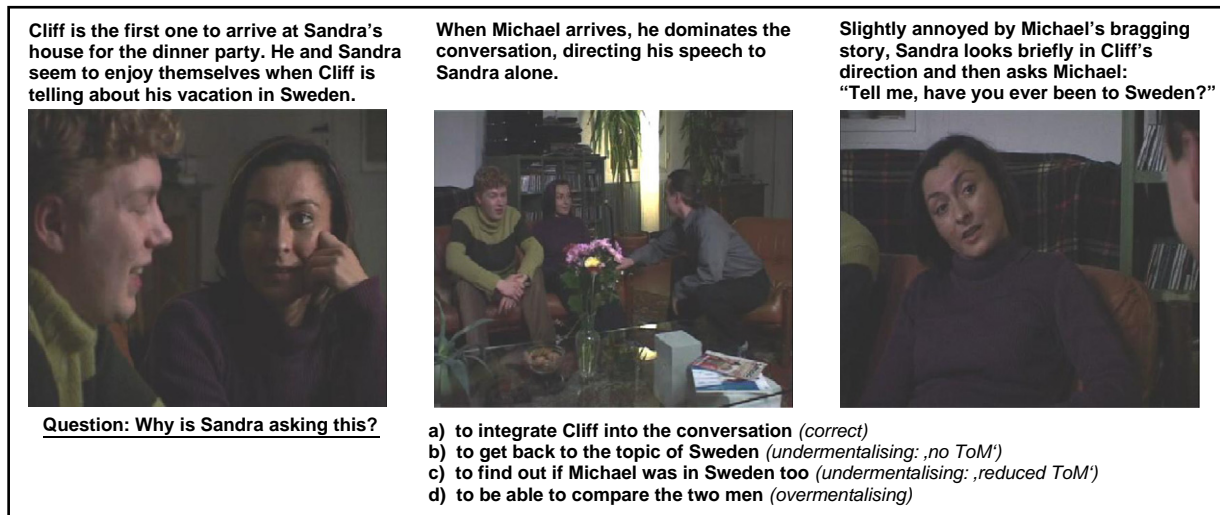 Cliff is the first one to arrive at Sandra's
house for the dinner party. He and Sandra
seem to enjoy themselves when Cliff is
telling about his vacation in Sweden.
When Michael arrives, he dominates the
conversation, directing his speech to
Sandra alone.
Slightly annoyed by Michael's bragging
story, Sandra looks briefly in Cliff's
direction and then asks Michael:
“Tell me, have you ever been to Sweden?”
Question: Why is Sandra asking this?
a) to integrate Cliff into the conversation (correct)
b) to get back to the topic of Sweden (undermentalising: ‚no ToM‘)
c) to find out if Michael was in Sweden too (undermentalising: ‚reduced ToM‘)
d) to be able to compare the two men (overmentalising)